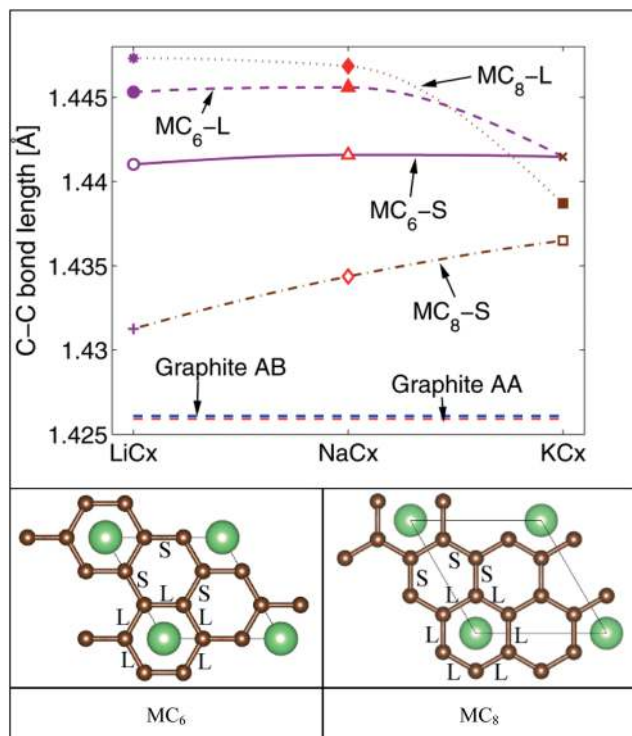 C−C bond length [Å]
1.445
1.44
1.435
1.43
1.425
MC8−L
MC6−L
MC6−S
MC8−S
Graphite AB
Graphite AA
LiCx
NaCx
KCx
S
S
S
L
L
L
L
L
S
S
S
L
L
L
L
L
L
MC6
MC8